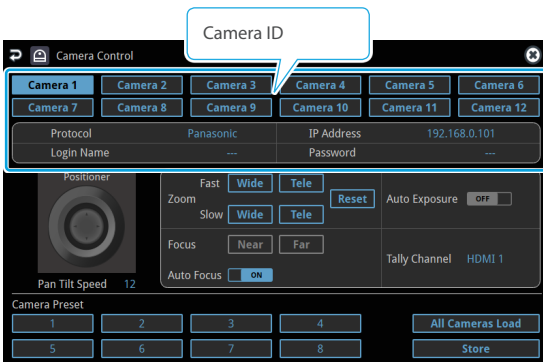 Camera ID
Camera Control
Camera 1 Camera 2 Camera 3 Camera 4 Camera 5 Camera 6
Camera 7 Camera 8 Camera 9 Camera 10 Camera 11 Camera 12
Protocol Panasonic IP Address 192.168.0.101
Login Name --- Password ---
Positioner
Fast Wide Tele
Zoom Reset Auto Exposure OFF
Slow Wide Tele
Focus Near Far
Tally Channel HDMI 1
Auto Focus ON
Pan Tilt Speed 12
Camera Preset
1 2 3 4 All Cameras Load
5 6 7 8 Store